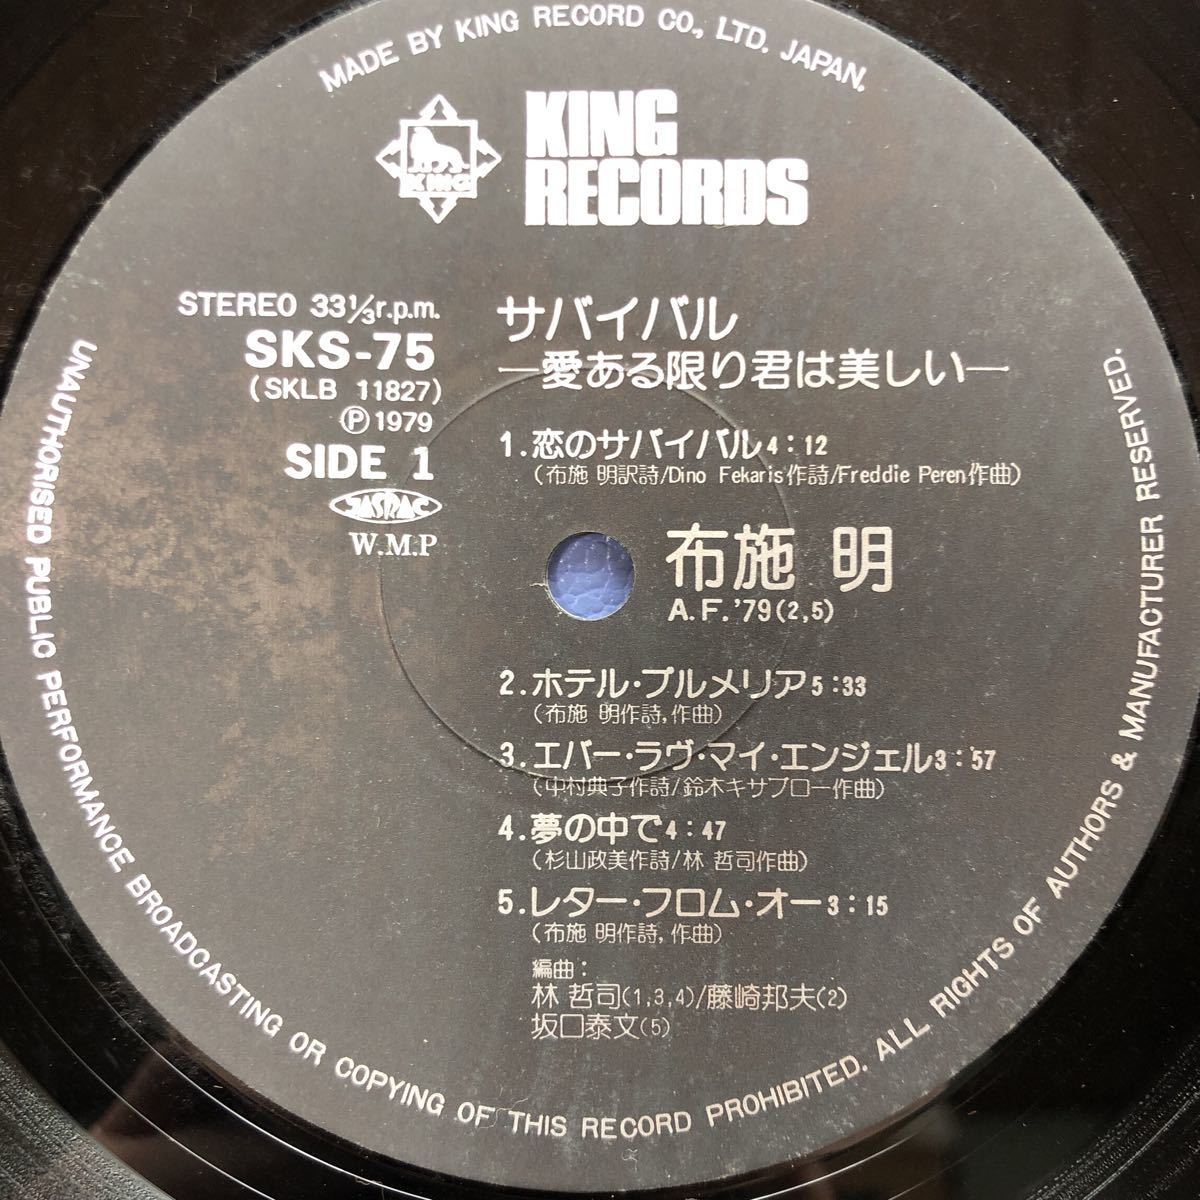 MADE BY KING RECORD CO., LTD. JAPAN.
KING
KING
RECORDS
STEREO 33⅓r.p.m.
SKS-75
(SKLB 11827)
Ⓟ1979
SIDE 1
JASRAC
W.M.P
サバイバル
—愛ある限り君は美しい—
1.恋のサバイバル4:12
(布施 明訳詩/Dino Fekaris作詩/Freddie Peren作曲)
布施 明
A.F.'79(2,5)
2.ホテル・プルメリア5:33
(布施 明作詩,作曲)
3.エバー・ラヴ・マイ・エンジェル3:57
(中村典子作詩/鈴木キサブロー作曲)
4.夢の中で4:47
(杉山政美作詩/林 哲司作曲)
5.レター・フロム・オー3:15
(布施 明作詩,作曲)
編曲:
林 哲司(1,3,4)/藤崎邦夫(2)
坂口泰文(5)
UNAUTHORISED PUBLIC PERFORMANCE BROADCASTING OR COPYING OF THIS RECORD PROHIBITED. ALL RIGHTS OF AUTHORS & MANUFACTURER RESERVED.